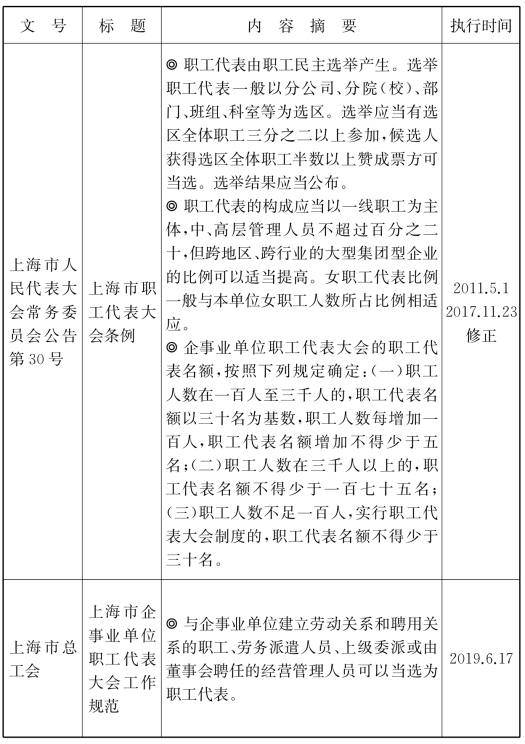 文 号 标 题 内 容 摘 要 执行时间
上海市人
民代表大
会常务委
员会公告
第30号
上海市职
工代表大
会条例
◎ 职工代表由职工民主选举产生。选举
职工代表一般以分公司、分院(校)、部
门、班组、科室等为选区。选举应当有选
区全体职工三分之二以上参加,候选人
获得选区全体职工半数以上赞成票方可
当选。选举结果应当公布。
◎ 职工代表的构成应当以一线职工为主
体,中、高层管理人员不超过百分之二
十,但跨地区、跨行业的大型集团型企业
的比例可以适当提高。女职工代表比例
一般与本单位女职工人数所占比例相适
应。
◎ 企事业单位职工代表大会的职工代
表名额,按照下列规定确定:(一)职工
人数在一百人至三千人的,职工代表名
额以三十名为基数,职工人数每增加一
百人,职工代表名额增加不得少于五
名;(二)职工人数在三千人以上的,职
工代表名额不得少于一百七十五名;
(三)职工人数不足一百人,实行职工代
表大会制度的,职工代表名额不得少于
三十名。
2011.5.1
2017.11.23
修正
上海市总
工会
上海市企
事业单位
职工代表
大会工作
规范
◎ 与企事业单位建立劳动关系和聘用关
系的职工、劳务派遣人员、上级委派或由
董事会聘任的经营管理人员可以当选为
职工代表。
2019.6.17